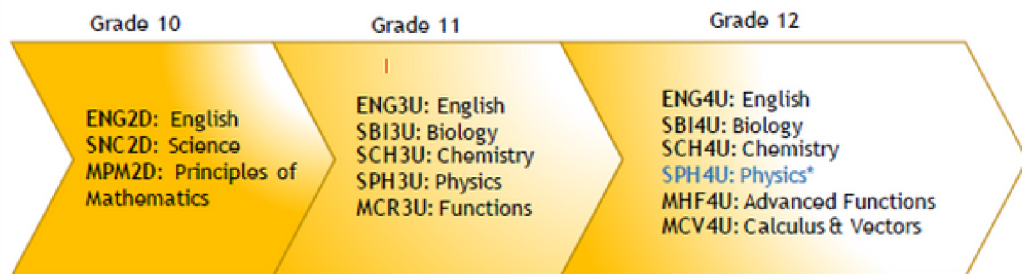 Grade 10
Grade 11
Grade 12
ENG2D: English
SNC2D: Science
MPM2D: Principles of
Mathematics
ENG3U: English
SBI3U: Biology
SCH3U: Chemistry
SPH3U: Physics
MCR3U: Functions
ENG4U: English
SBI4U: Biology
SCH4U: Chemistry
SPH4U: Physics*
MHF4U: Advanced Functions
MCV4U: Calculus & Vectors